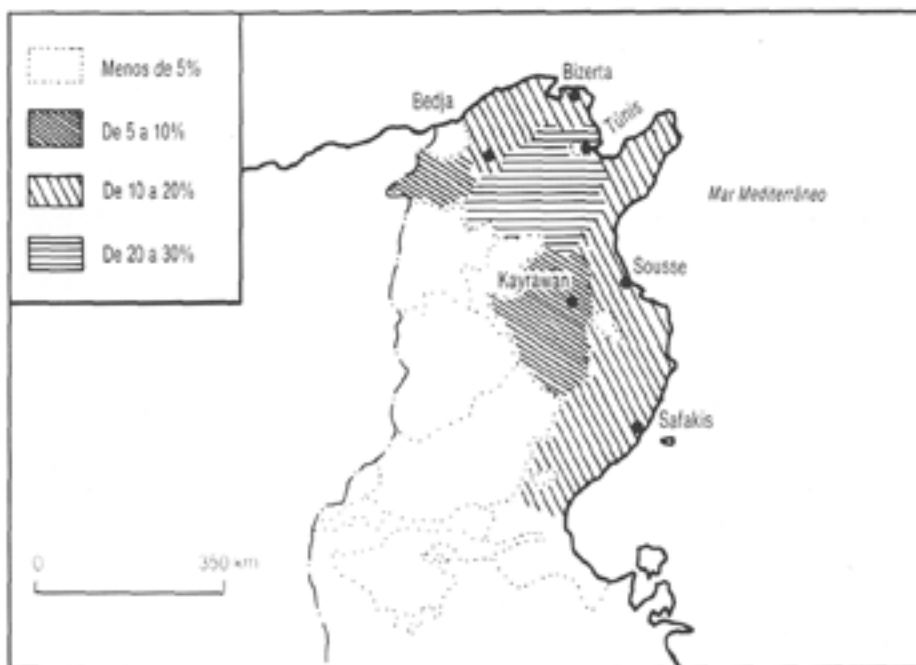 Menos de 5%
De 5 a 10%
De 10 a 20%
De 20 a 30%
Bizerta
Bedja
Túnis
Mar Mediterrâneo
Sousse
Kayrawan
Safakis
0 350 km